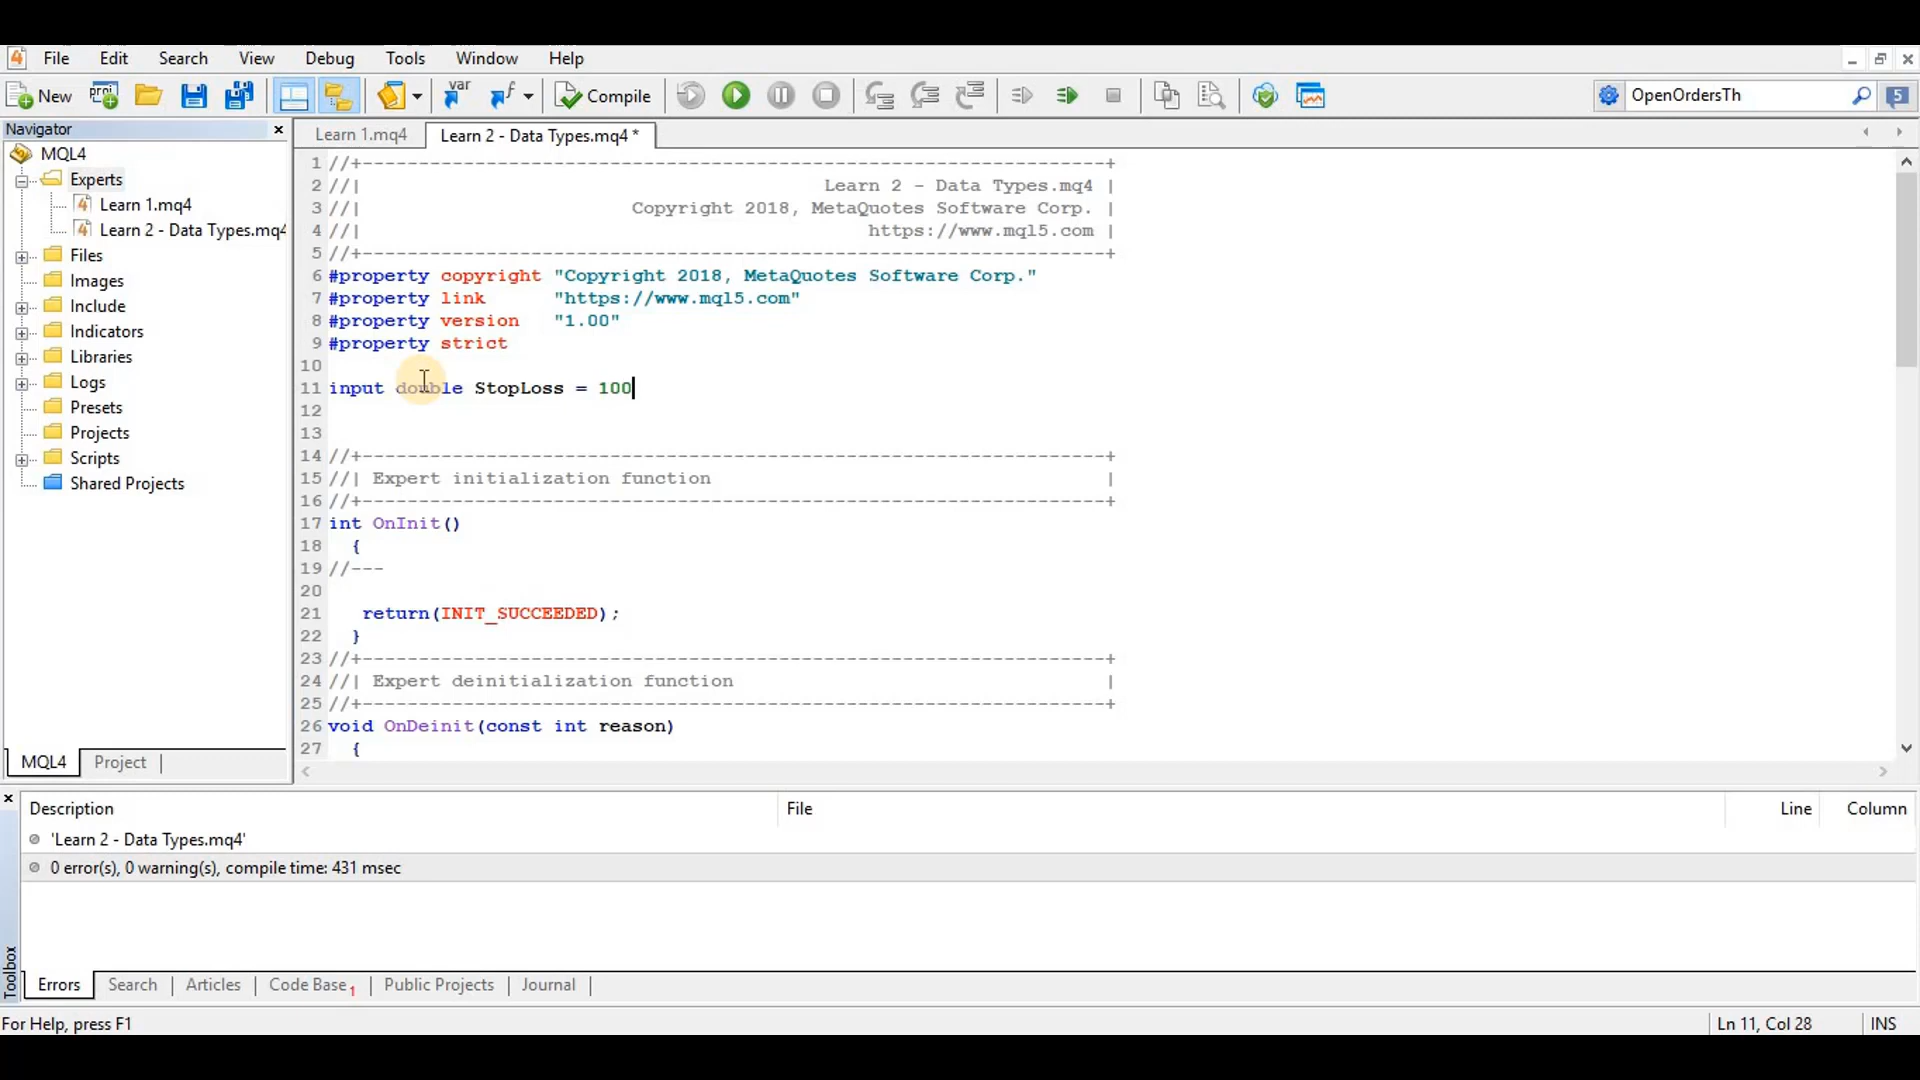 File Edit Search View Debug Tools Window Help
New Compile OpenOrdersTh 5
Navigator
MQL4
Experts
Learn 1.mq4
Learn 2 - Data Types.mq4
Files
Images
Include
Indicators
Libraries
Logs
Presets
Projects
Scripts
Shared Projects
MQL4 Project
Learn 1.mq4 Learn 2 - Data Types.mq4 *
1 //+------------------------------------------------------------------+
2 //| Learn 2 - Data Types.mq4 |
3 //| Copyright 2018, MetaQuotes Software Corp. |
4 //| https://www.mql5.com |
5 //+------------------------------------------------------------------+
6 #property copyright "Copyright 2018, MetaQuotes Software Corp."
7 #property link "https://www.mql5.com"
8 #property version "1.00"
9 #property strict
10
11 input double StopLoss = 100
12
13
14 //+------------------------------------------------------------------+
15 //| Expert initialization function |
16 //+------------------------------------------------------------------+
17 int OnInit()
18 {
19 //---
20
21 return(INIT_SUCCEEDED);
22 }
23 //+------------------------------------------------------------------+
24 //| Expert deinitialization function |
25 //+------------------------------------------------------------------+
26 void OnDeinit(const int reason)
27 {
Description File Line Column
'Learn 2 - Data Types.mq4'
0 error(s), 0 warning(s), compile time: 431 msec
Toolbox
Errors Search Articles Code Base 1 Public Projects Journal
For Help, press F1 Ln 11, Col 28 INS